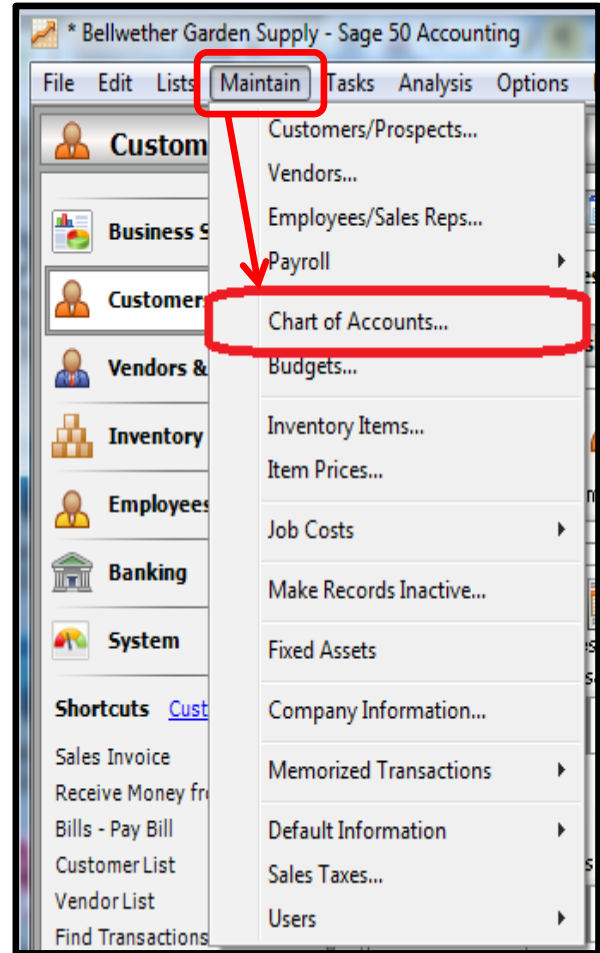 * Bellwether Garden Supply - Sage 50 Accounting
File Edit Lists Maintain Tasks Analysis Options
Custom
Business S
Customer
Vendors &
Inventory
Employees
Banking
System
Shortcuts Cust
Sales Invoice
Receive Money fr
Bills - Pay Bill
Customer List
Vendor List
Find Transactions
Customers/Prospects...
Vendors...
Employees/Sales Reps...
Payroll
Chart of Accounts...
Budgets...
Inventory Items...
Item Prices...
Job Costs
Make Records Inactive...
Fixed Assets
Company Information...
Memorized Transactions
Default Information
Sales Taxes...
Users